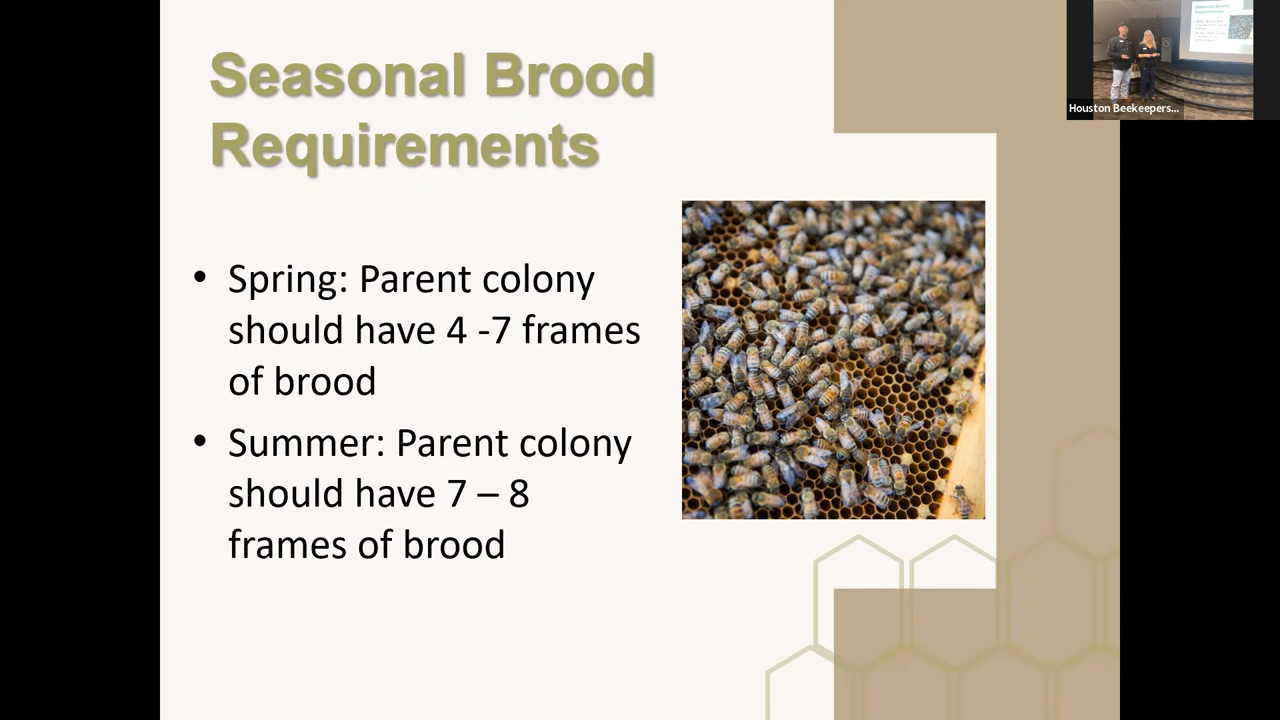 Seasonal Brood
Requirements
• Spring: Parent colony
should have 4 -7 frames
of brood
• Summer: Parent colony
should have 7 – 8
frames of brood
Houston Beekeepers...